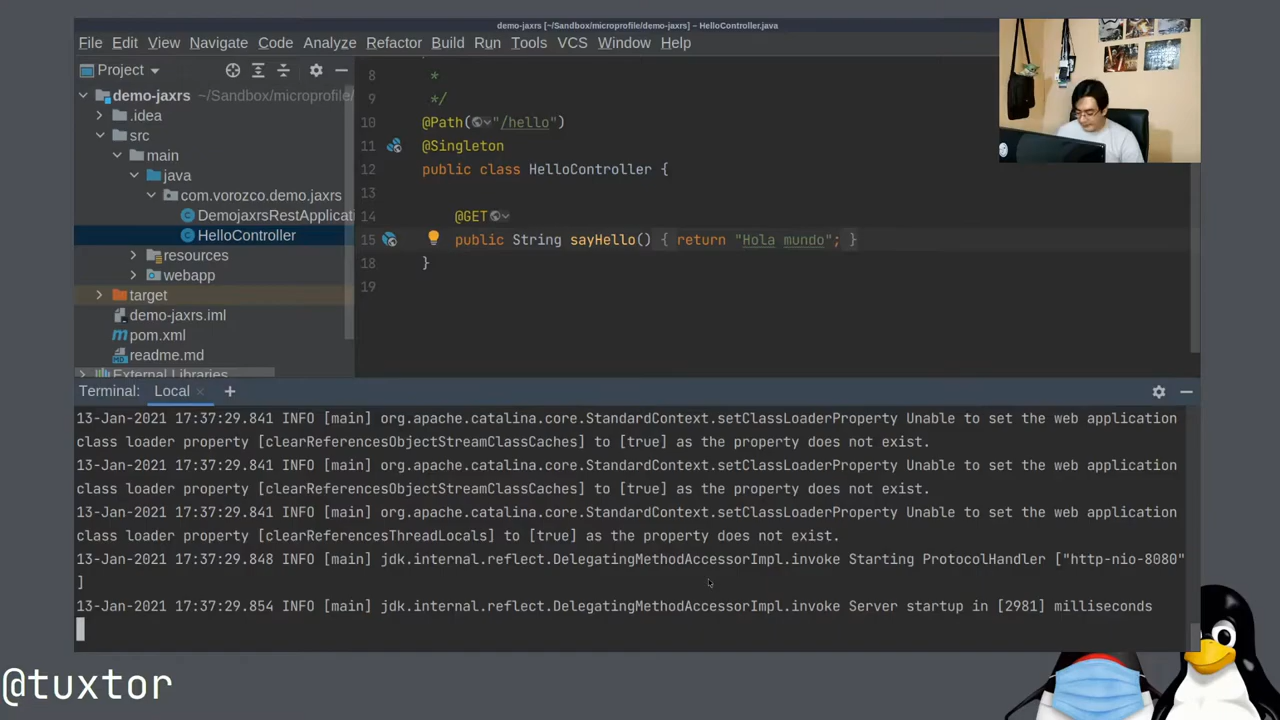 demo-jaxrs [~/Sandbox/microprofile/demo-jaxrs] – HelloController.java
File Edit View Navigate Code Analyze Refactor Build Run Tools VCS Window Help
Project
demo-jaxrs ~/Sandbox/microprofile/
.idea
src
main
java
com.vorozco.demo.jaxrs
DemojaxrsRestApplicati
HelloController
resources
webapp
target
demo-jaxrs.iml
pom.xml
readme.md
External Libraries
8 *
9 */
10 @Path("/hello")
11 @Singleton
12 public class HelloController {
13
14 @GET
15 public String sayHello() { return "Hola mundo"; }
18 }
19
Terminal: Local × +
13-Jan-2021 17:37:29.841 INFO [main] org.apache.catalina.core.StandardContext.setClassLoaderProperty Unable to set the web application
class loader property [clearReferencesObjectStreamClassCaches] to [true] as the property does not exist.
13-Jan-2021 17:37:29.841 INFO [main] org.apache.catalina.core.StandardContext.setClassLoaderProperty Unable to set the web application
class loader property [clearReferencesObjectStreamClassCaches] to [true] as the property does not exist.
13-Jan-2021 17:37:29.841 INFO [main] org.apache.catalina.core.StandardContext.setClassLoaderProperty Unable to set the web application
class loader property [clearReferencesThreadLocals] to [true] as the property does not exist.
13-Jan-2021 17:37:29.848 INFO [main] jdk.internal.reflect.DelegatingMethodAccessorImpl.invoke Starting ProtocolHandler ["http-nio-8080"
]
13-Jan-2021 17:37:29.854 INFO [main] jdk.internal.reflect.DelegatingMethodAccessorImpl.invoke Server startup in [2981] milliseconds
@tuxtor